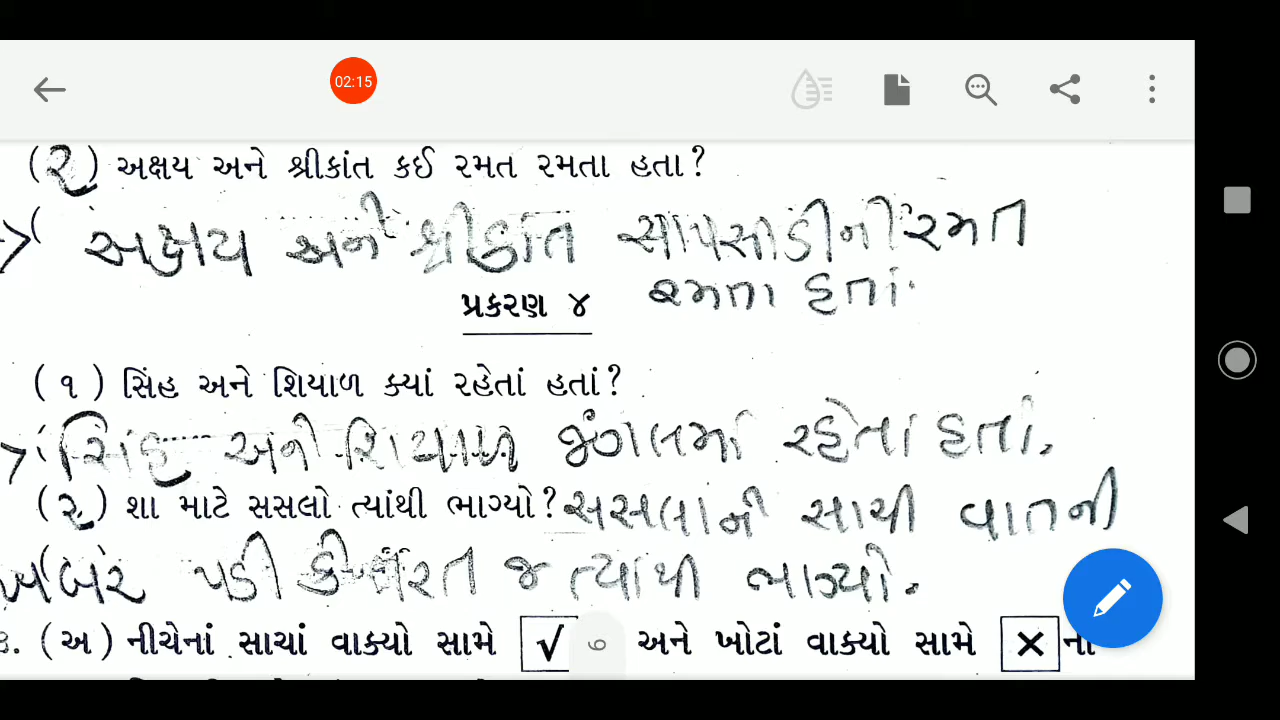 02:15
(૨) અક્ષય અને શ્રીકાંત કઈ રમત રમતા હતા?
અક્ષય અને શ્રીકાંત સાપસીડીની રમત
રમતા હતા.
પ્રકરણ ૪
(૧) સિંહ અને શિયાળ ક્યાં રહેતાં હતાં?
સિંહ અને શિયાળ જંગલમાં રહેતા હતાં.
(૨) શા માટે સસલો ત્યાંથી ભાગ્યો? સસલાંને સાચી વાતની
ખબર પડી કે તરત જ ત્યાંથી ભાગ્યો.
૭
(અ) નીચેનાં સાચાં વાક્યો સામે √ અને ખોટાં વાક્યો સામે × ની